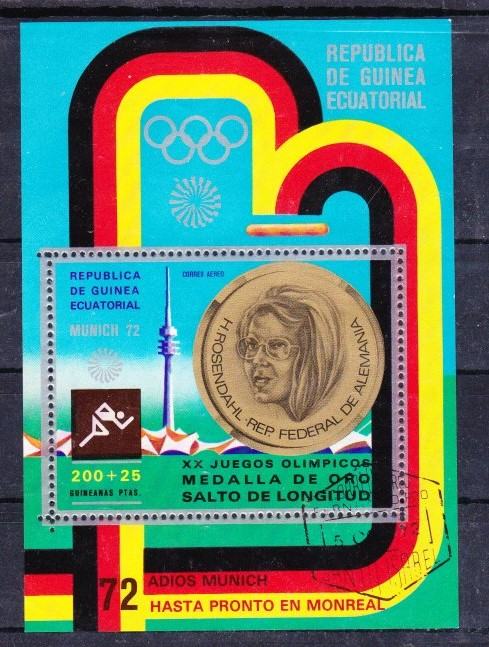 REPUBLICA
DE GUINEA
ECUATORIAL
REPUBLICA
DE GUINEA
ECUATORIAL
MUNICH 72
CORREO AEREO
H.ROSENDAHL-REP. FEDERAL DE ALEMANIA
200+25
GUINEANAS PTAS.
XX JUEGOS OLIMPICOS
MEDALLA DE ORO
SALTO DE LONGITUD
72 ADIOS MUNICH
HASTA PRONTO EN MONREAL